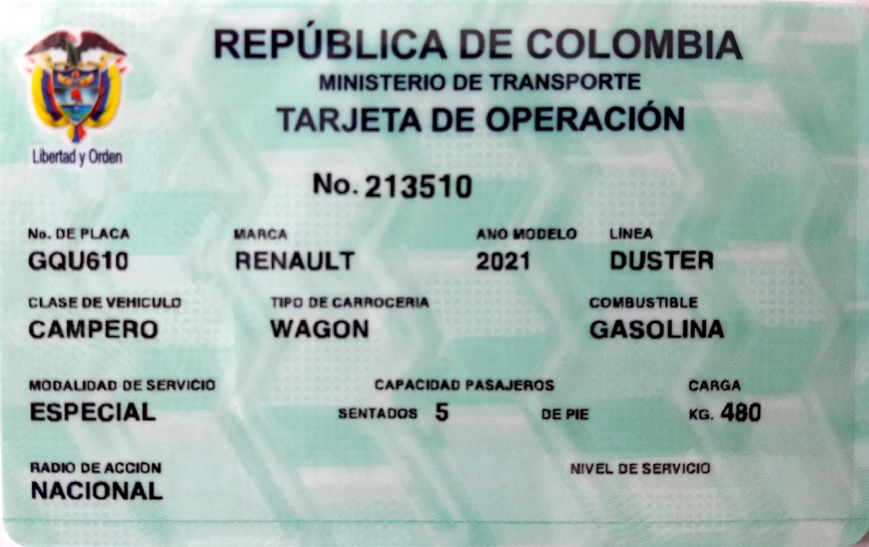 REPÚBLICA DE COLOMBIA
MINISTERIO DE TRANSPORTE
TARJETA DE OPERACIÓN
Libertad y Orden
No. 213510
No. DE PLACA MARCA ANO MODELO LINEA
GQU610 RENAULT 2021 DUSTER
CLASE DE VEHICULO TIPO DE CARROCERIA COMBUSTIBLE
CAMPERO WAGON GASOLINA
MODALIDAD DE SERVICIO CAPACIDAD PASAJEROS CARGA
ESPECIAL SENTADOS 5 DE PIE KG. 480
RADIO DE ACCION NIVEL DE SERVICIO
NACIONAL